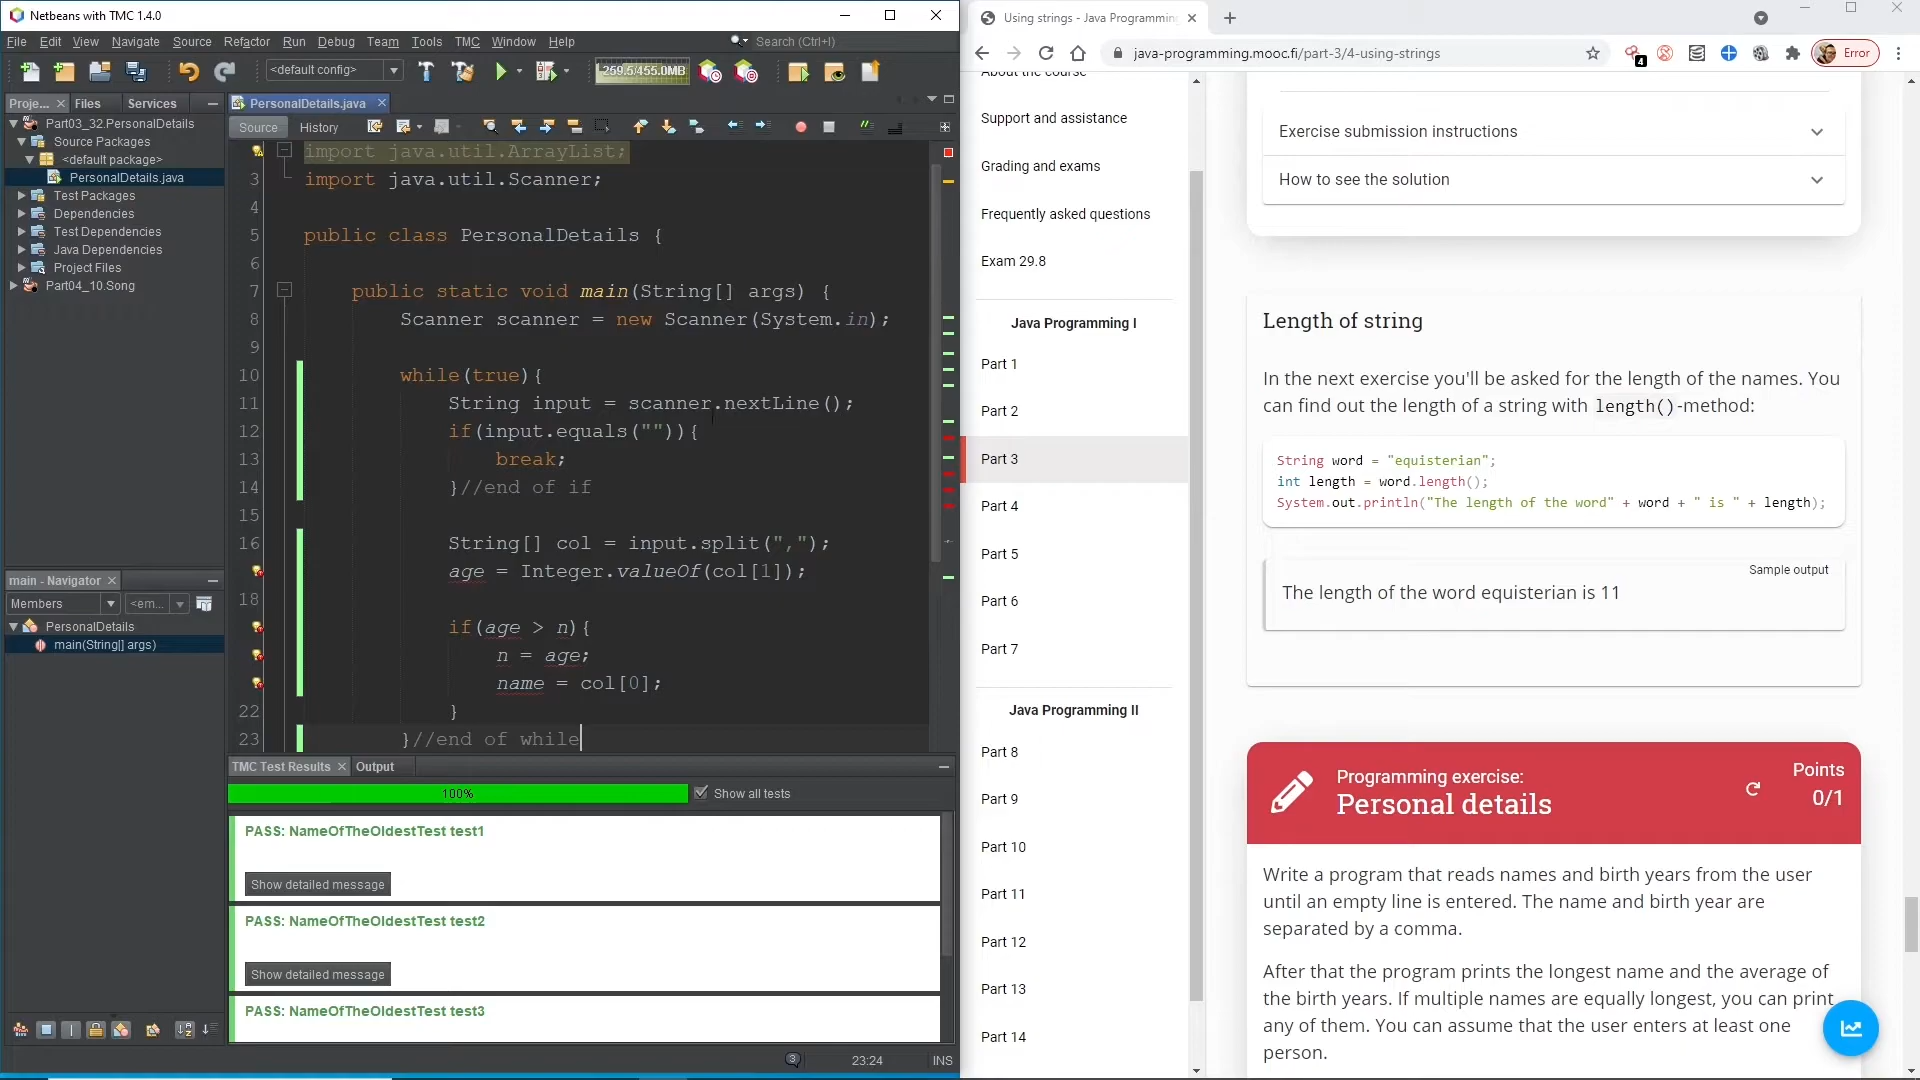 Netbeans with TMC 1.4.0
File Edit View Navigate Source Refactor Run Debug Team Tools TMC Window Help
Search (Ctrl+I)
<default config>
259.5/455.0MB
Proje... Files Services
Part03_32.PersonalDetails
Source Packages
<default package>
PersonalDetails.java
Test Packages
Dependencies
Test Dependencies
Java Dependencies
Project Files
Part04_10.Song
main - Navigator
Members
<em...
PersonalDetails
main(String[] args)
PersonalDetails.java
Source History
import java.util.ArrayList;
3 import java.util.Scanner;
4
5 public class PersonalDetails {
6
7 public static void main(String[] args) {
8 Scanner scanner = new Scanner(System.in);
9
10 while(true){
11 String input = scanner.nextLine();
12 if(input.equals("")){
13 break;
14 }//end of if
15
16 String[] col = input.split(",");
age = Integer.valueOf(col[1]);
18
if(age > n){
n = age;
name = col[0];
22 }
23 }//end of while
TMC Test Results Output
100%
Show all tests
PASS: NameOfTheOldestTest test1
Show detailed message
PASS: NameOfTheOldestTest test2
Show detailed message
PASS: NameOfTheOldestTest test3
3
23:24 INS
Using strings - Java Programming
java-programming.mooc.fi/part-3/4-using-strings
4
Error
About the course
Support and assistance
Grading and exams
Frequently asked questions
Exam 29.8
Java Programming I
Part 1
Part 2
Part 3
Part 4
Part 5
Part 6
Part 7
Java Programming II
Part 8
Part 9
Part 10
Part 11
Part 12
Part 13
Part 14
Exercise submission instructions
How to see the solution
Length of string
In the next exercise you'll be asked for the length of the names. You
can find out the length of a string with length()-method:
String word = "equisterian";
int length = word.length();
System.out.println("The length of the word" + word + " is " + length);
Sample output
The length of the word equisterian is 11
Programming exercise:
Personal details
Points
0/1
Write a program that reads names and birth years from the user
until an empty line is entered. The name and birth year are
separated by a comma.
After that the program prints the longest name and the average of
the birth years. If multiple names are equally longest, you can print
any of them. You can assume that the user enters at least one
person.